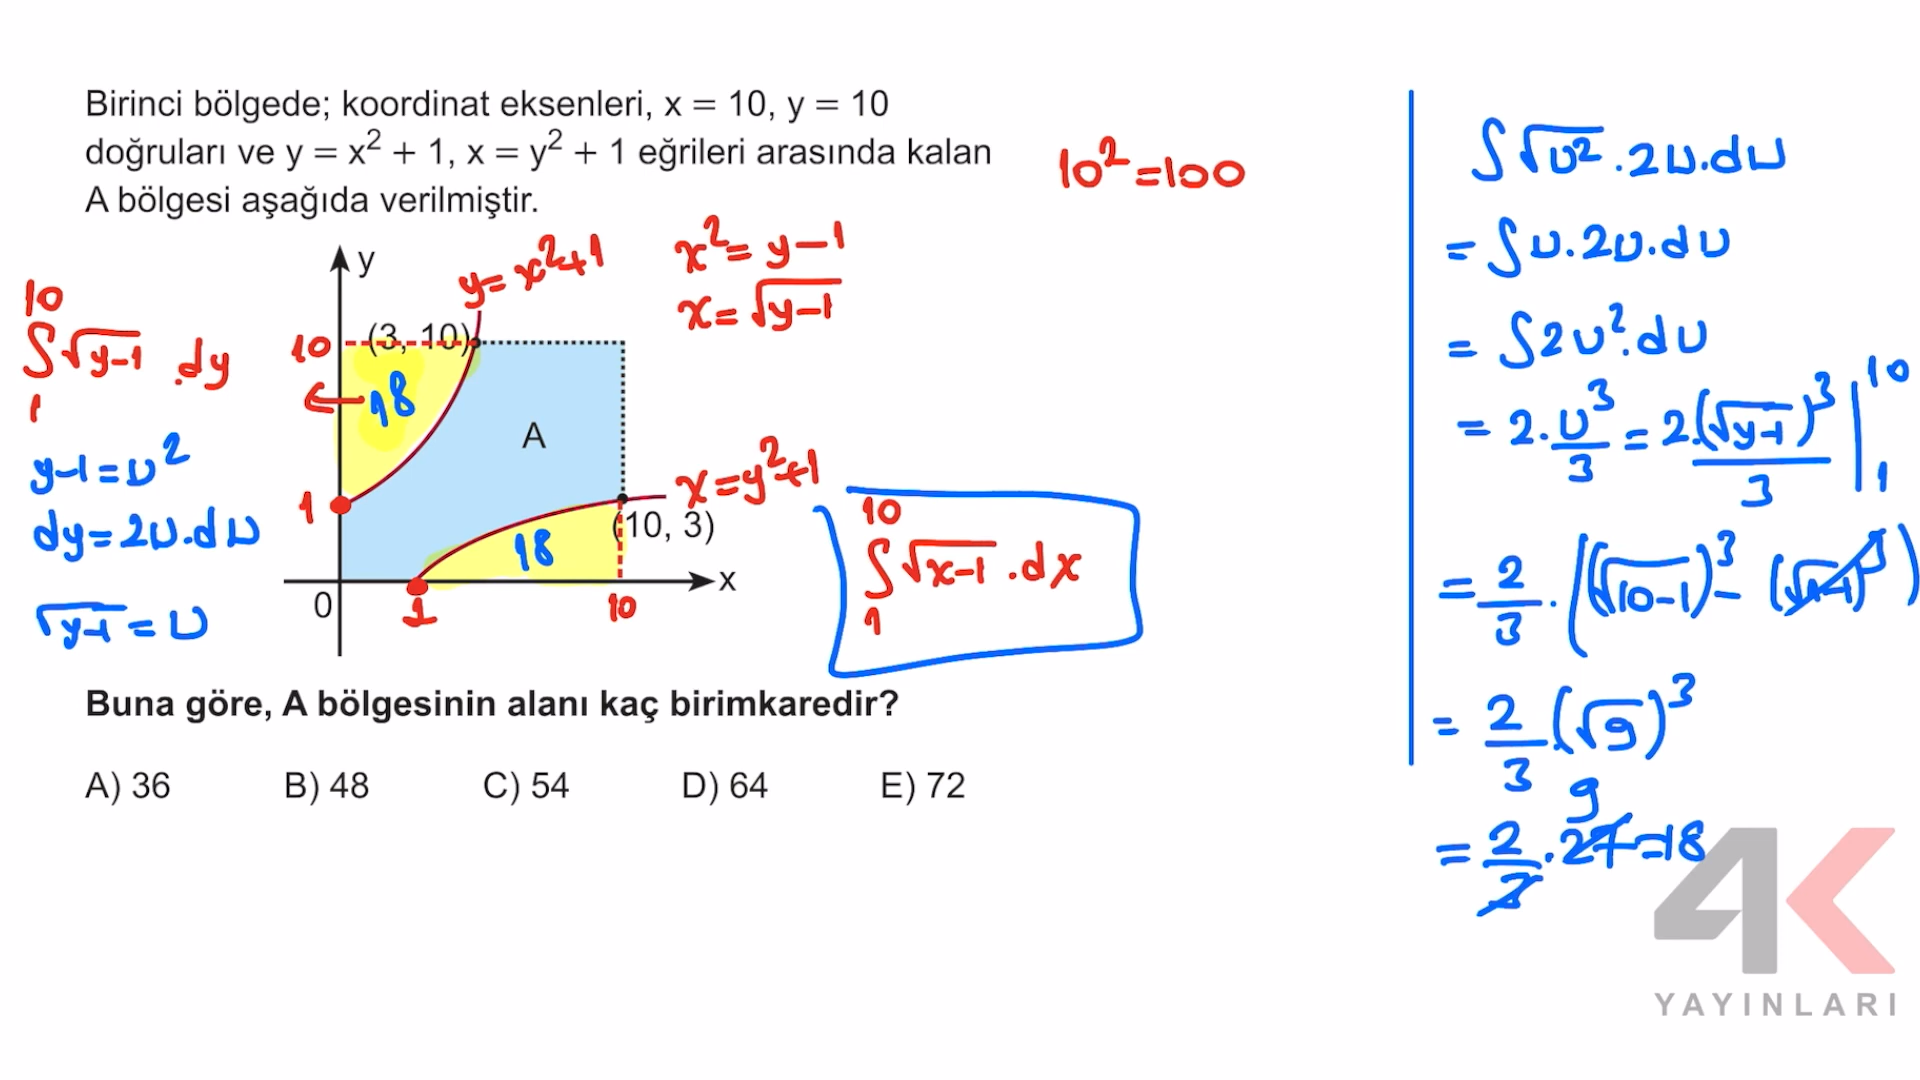 Birinci bölgede; koordinat eksenleri, x = 10, y = 10
doğruları ve y = x² + 1, x = y² + 1 eğrileri arasında kalan
A bölgesi aşağıda verilmiştir.
10² = 100
y = x² + 1
x² = y − 1
x = √(y−1)
y
10
(3, 10)
18
A
1
x = y² + 1
(10, 3)
18
x
0
1
10
10
∫ √(y−1) . dy
1
y−1 = u²
dy = 2u.du
√(y−1) = u
10
∫ √(x−1) . dx
1
Buna göre, A bölgesinin alanı kaç birimkaredir?
A) 36 B) 48 C) 54 D) 64 E) 72
∫ √u² . 2u.du
= ∫ u.2u.du
= ∫ 2u².du
= 2. u³/3 = 2.(√(y−1))³/3 |₁¹⁰
= 2/3 . ((√(10−1))³ − (√(1−1))³)
= 2/3 (√9)³
9
= 2/3 . 27 = 18
4K
YAYINLARI